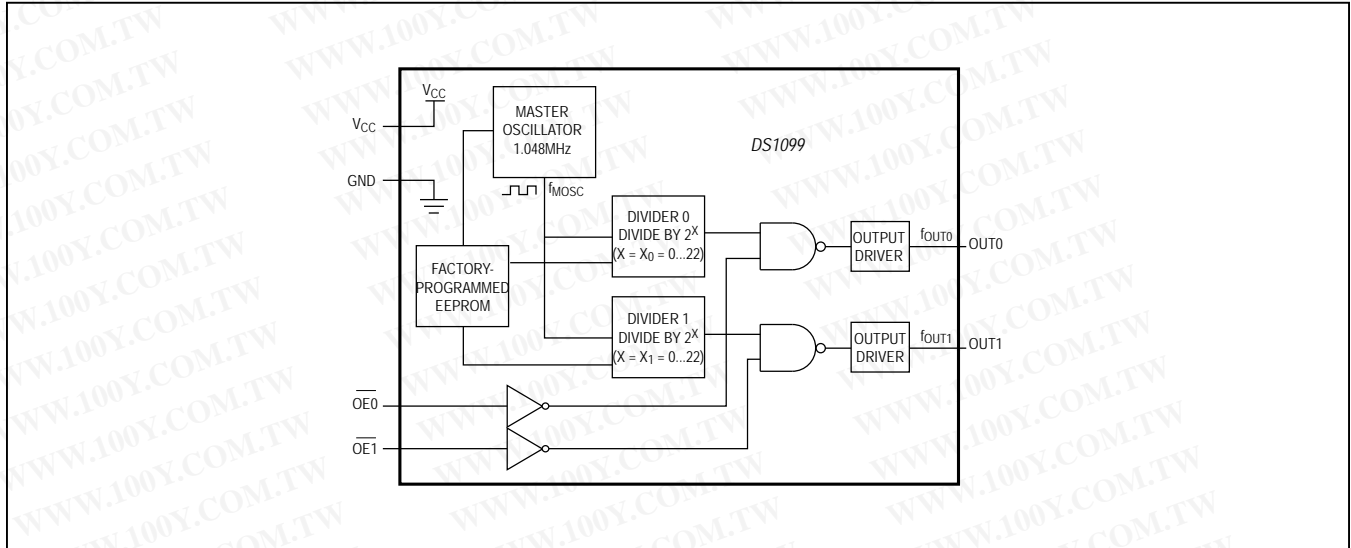 V_CC
V_CC
GND
MASTER
OSCILLATOR
1.048MHz
DS1099
f_MOSC
FACTORY-
PROGRAMMED
EEPROM
DIVIDER 0
DIVIDE BY 2^X
(X = X_0 = 0...22)
OUTPUT
DRIVER
f_OUT0
OUT0
DIVIDER 1
DIVIDE BY 2^X
(X = X_1 = 0...22)
OUTPUT
DRIVER
f_OUT1
OUT1
OE0
OE1
WWW.100Y.COM.TW